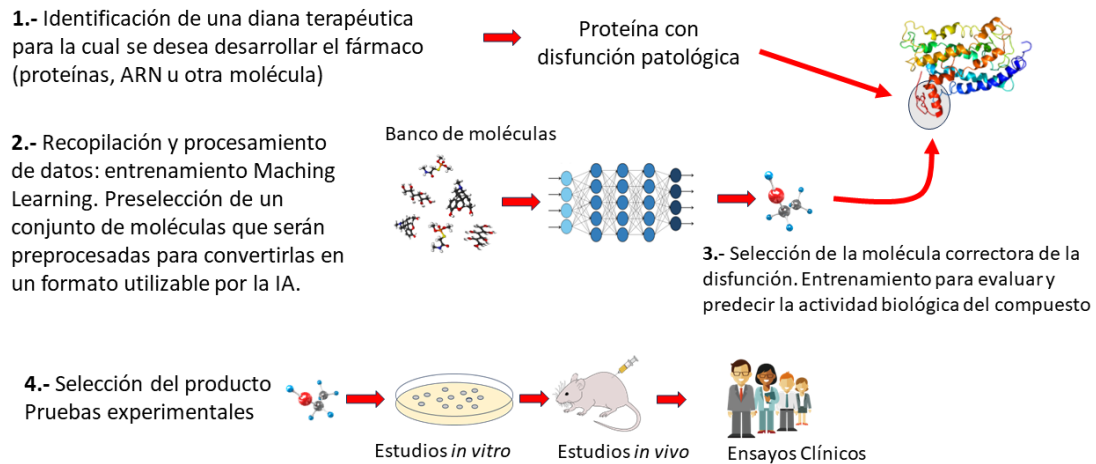 1.- Identificación de una diana terapéutica
para la cual se desea desarrollar el fármaco
(proteínas, ARN u otra molécula)
Proteína con
disfunción patológica
2.- Recopilación y procesamiento
de datos: entrenamiento Maching
Learning. Preselección de un
conjunto de moléculas que serán
preprocesadas para convertirlas en
un formato utilizable por la IA.
Banco de moléculas
3.- Selección de la molécula correctora de la
disfunción. Entrenamiento para evaluar y
predecir la actividad biológica del compuesto
4.- Selección del producto
Pruebas experimentales
Estudios in vitro
Estudios in vivo
Ensayos Clínicos